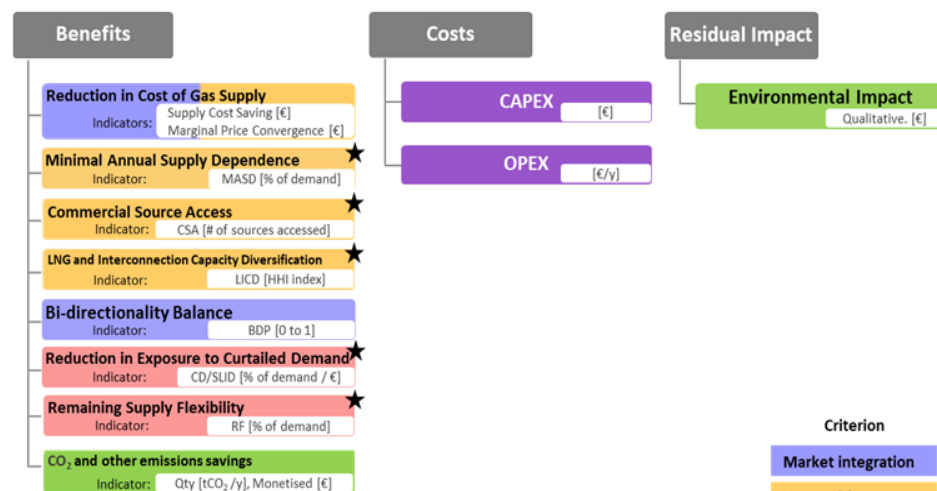 Benefits
Costs
Residual Impact
Reduction in Cost of Gas Supply
Indicators:
Supply Cost Saving [€]
Marginal Price Convergence [€]
Minimal Annual Supply Dependence
Indicator:
MASD [% of demand]
Commercial Source Access
Indicator:
CSA [# of sources accessed]
LNG and Interconnection Capacity Diversification
Indicator:
LICD [HHI index]
Bi-directionality Balance
Indicator:
BDP [0 to 1]
Reduction in Exposure to Curtailed Demand
Indicator:
CD/SLID [% of demand / €]
Remaining Supply Flexibility
Indicator:
RF [% of demand]
CO₂ and other emissions savings
Indicator:
Qty [tCO₂ /y], Monetised [€]
CAPEX
[€]
OPEX
[€/y]
Environmental Impact
Qualitative. [€]
Criterion
Market integration